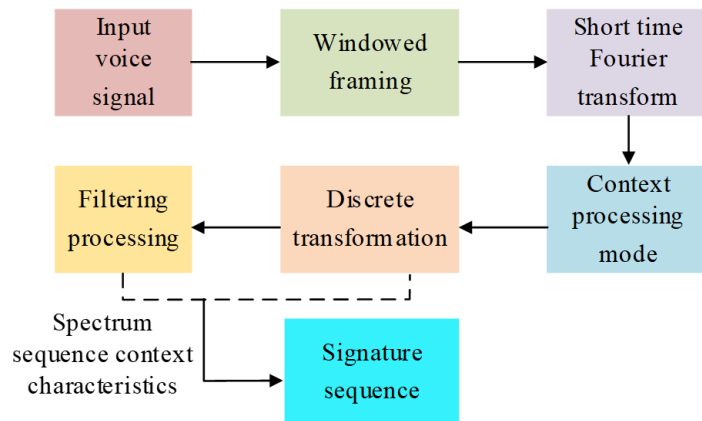 Input
voice
signal
Windowed
framing
Short time
Fourier
transform
Context
processing
mode
Discrete
transformation
Filtering
processing
Spectrum
sequence context
characteristics
Signature
sequence